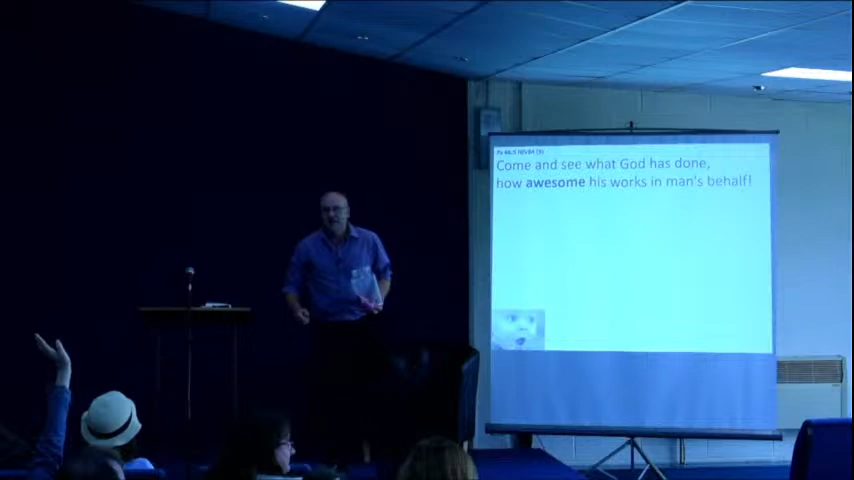 Come and see what God has done,
how awesome his works in man's behalf!